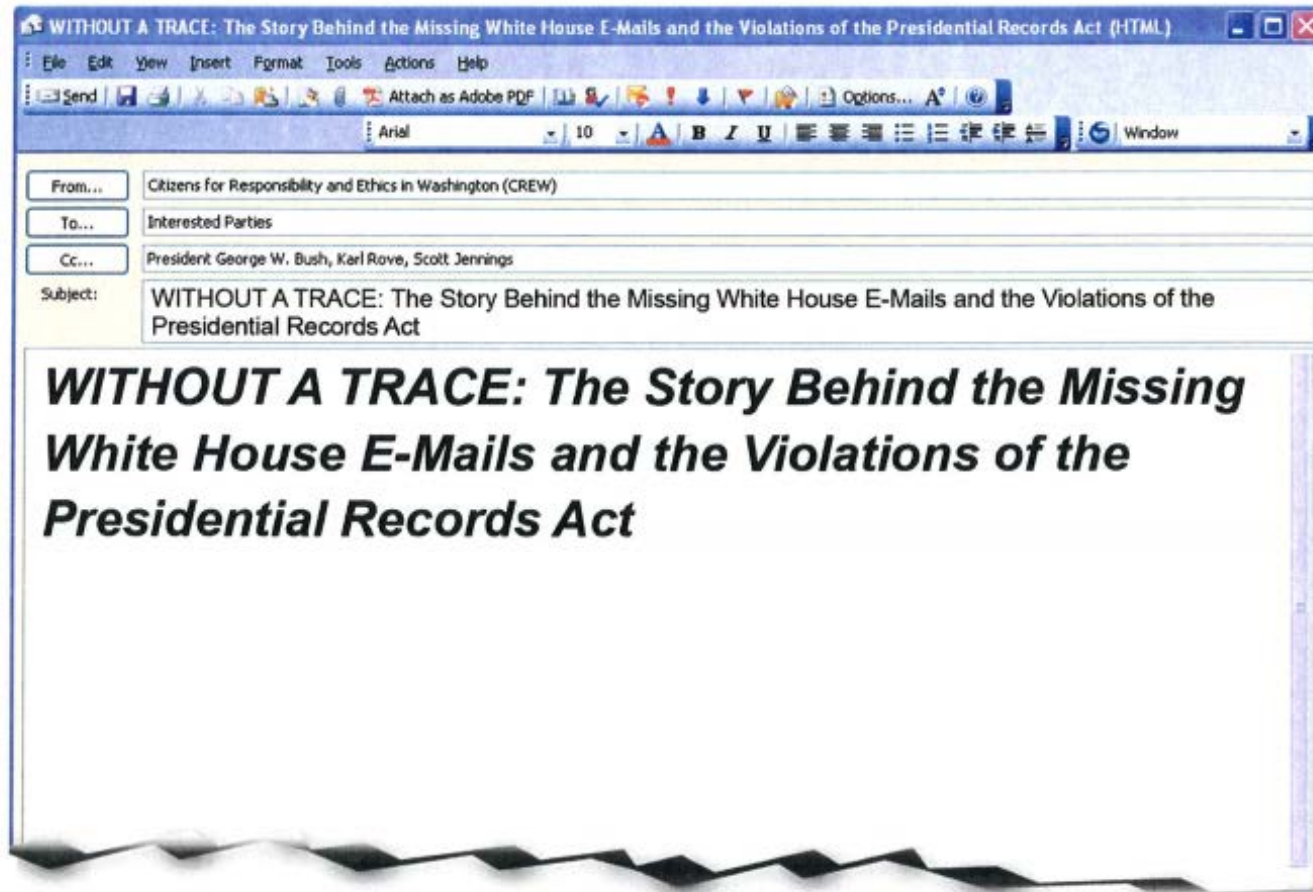 WITHOUT A TRACE: The Story Behind the Missing White House E-Mails and the Violations of the Presidential Records Act (HTML)
File Edit View Insert Format Tools Actions Help
Send Attach as Adobe PDF Options...
Arial 10 A B I U Window
From... Citizens for Responsibility and Ethics in Washington (CREW)
To... Interested Parties
Cc... President George W. Bush, Karl Rove, Scott Jennings
Subject: WITHOUT A TRACE: The Story Behind the Missing White House E-Mails and the Violations of the
Presidential Records Act
WITHOUT A TRACE: The Story Behind the Missing
White House E-Mails and the Violations of the
Presidential Records Act